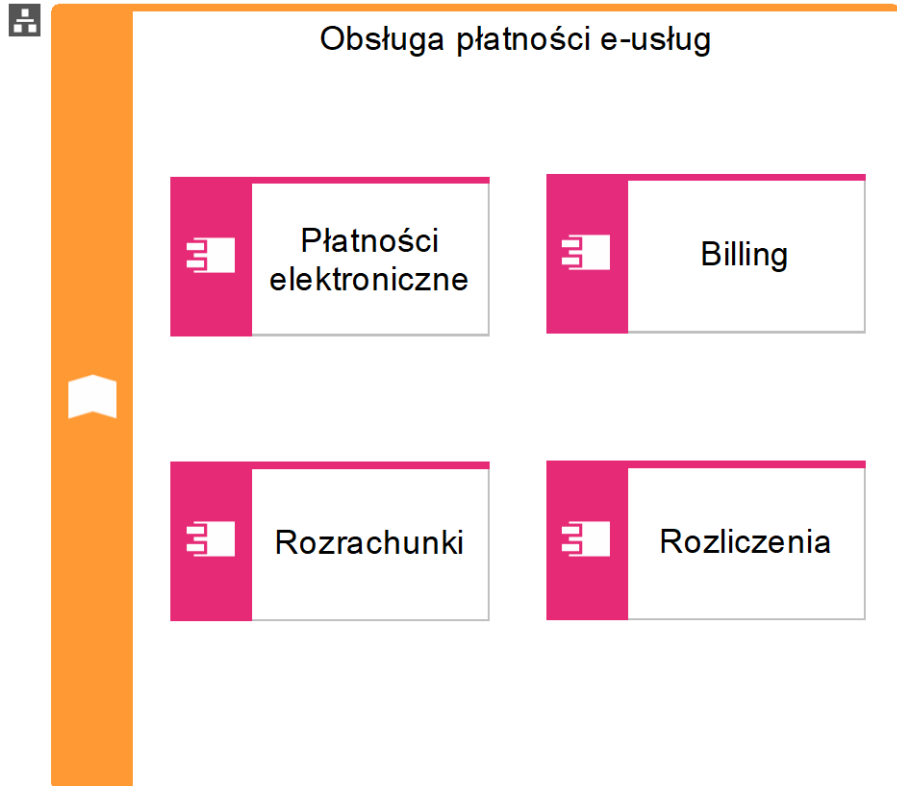 Obsługa płatności e-usług
Płatności
elektroniczne
Billing
Rozrachunki
Rozliczenia